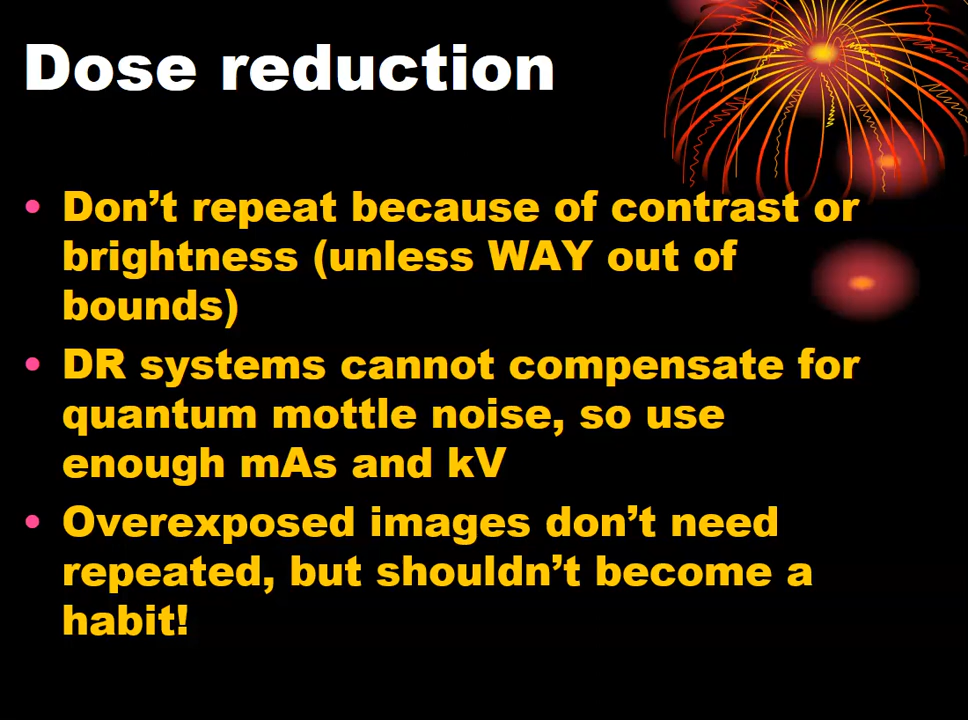 Dose reduction
• Don’t repeat because of contrast or
brightness (unless WAY out of
bounds)
• DR systems cannot compensate for
quantum mottle noise, so use
enough mAs and kV
• Overexposed images don’t need
repeated, but shouldn’t become a
habit!